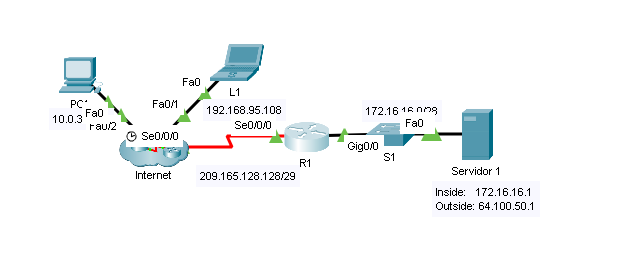 Fa0
L1
PC1
Fa0
Fa0/1
10.0.3
Fa0/2
192.168.95.108
172.16.16.0/28
Se0/0/0
Fa0
Se0/0/0
R1
Gig0/0
S1
Internet
209.165.128.128/29
Servidor 1
Inside: 172.16.16.1
Outside: 64.100.50.1